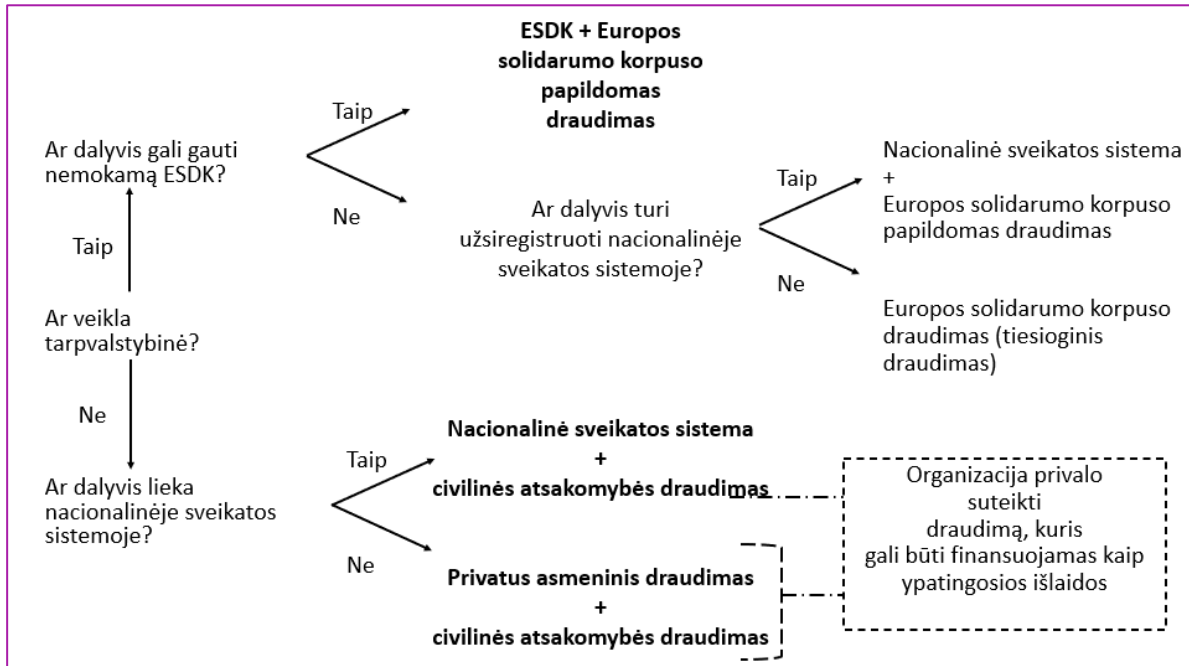 ESDK + Europos
solidarumo korpuso
papildomas
draudimas
Taip
Ar dalyvis gali gauti
nemokamą ESDK?
Ne
Taip
Nacionalinė sveikatos sistema
+
Europos solidarumo korpuso
papildomas draudimas
Ar dalyvis turi
užsiregistruoti nacionalinėje
sveikatos sistemoje?
Ne
Europos solidarumo korpuso
draudimas (tiesioginis
draudimas)
Taip
Ar veikla
tarpvalstybinė?
Ne
Ar dalyvis lieka
nacionalinėje sveikatos
sistemoje?
Taip
Nacionalinė sveikatos sistema
+
civilinės atsakomybės draudimas
Ne
Privatus asmeninis draudimas
+
civilinės atsakomybės draudimas
Organizacija privalo
suteikti
draudimą, kuris
gali būti finansuojamas kaip
ypatingosios išlaidos